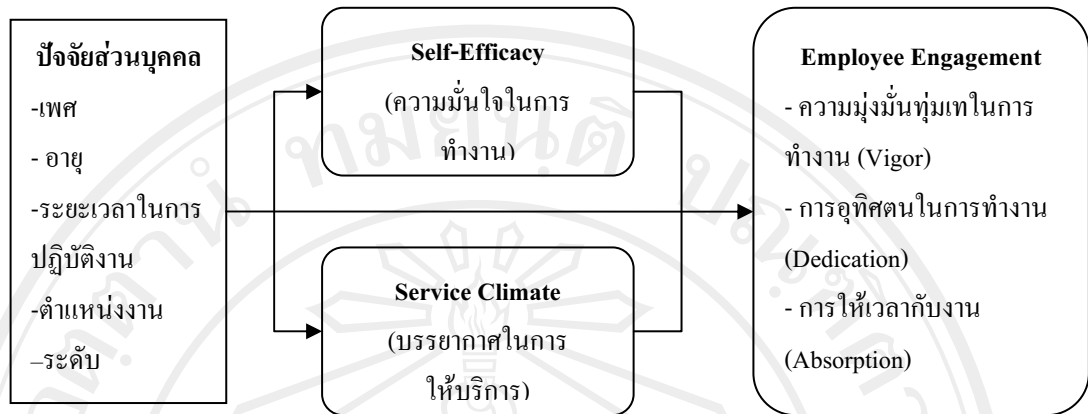 ปัจจัยส่วนบุคคล
-เพศ
- อายุ
-ระยะเวลาในการ
ปฏิบัติงาน
-ตำแหน่งงาน
–ระดับ
Self-Efficacy
(ความมั่นใจในการ
ทำงาน)
Service Climate
(บรรยากาศในการ
ให้บริการ)
Employee Engagement
- ความมุ่งมั่นทุ่มเทในการ
ทำงาน (Vigor)
- การอุทิศตนในการทำงาน
(Dedication)
- การให้เวลากับงาน
(Absorption)